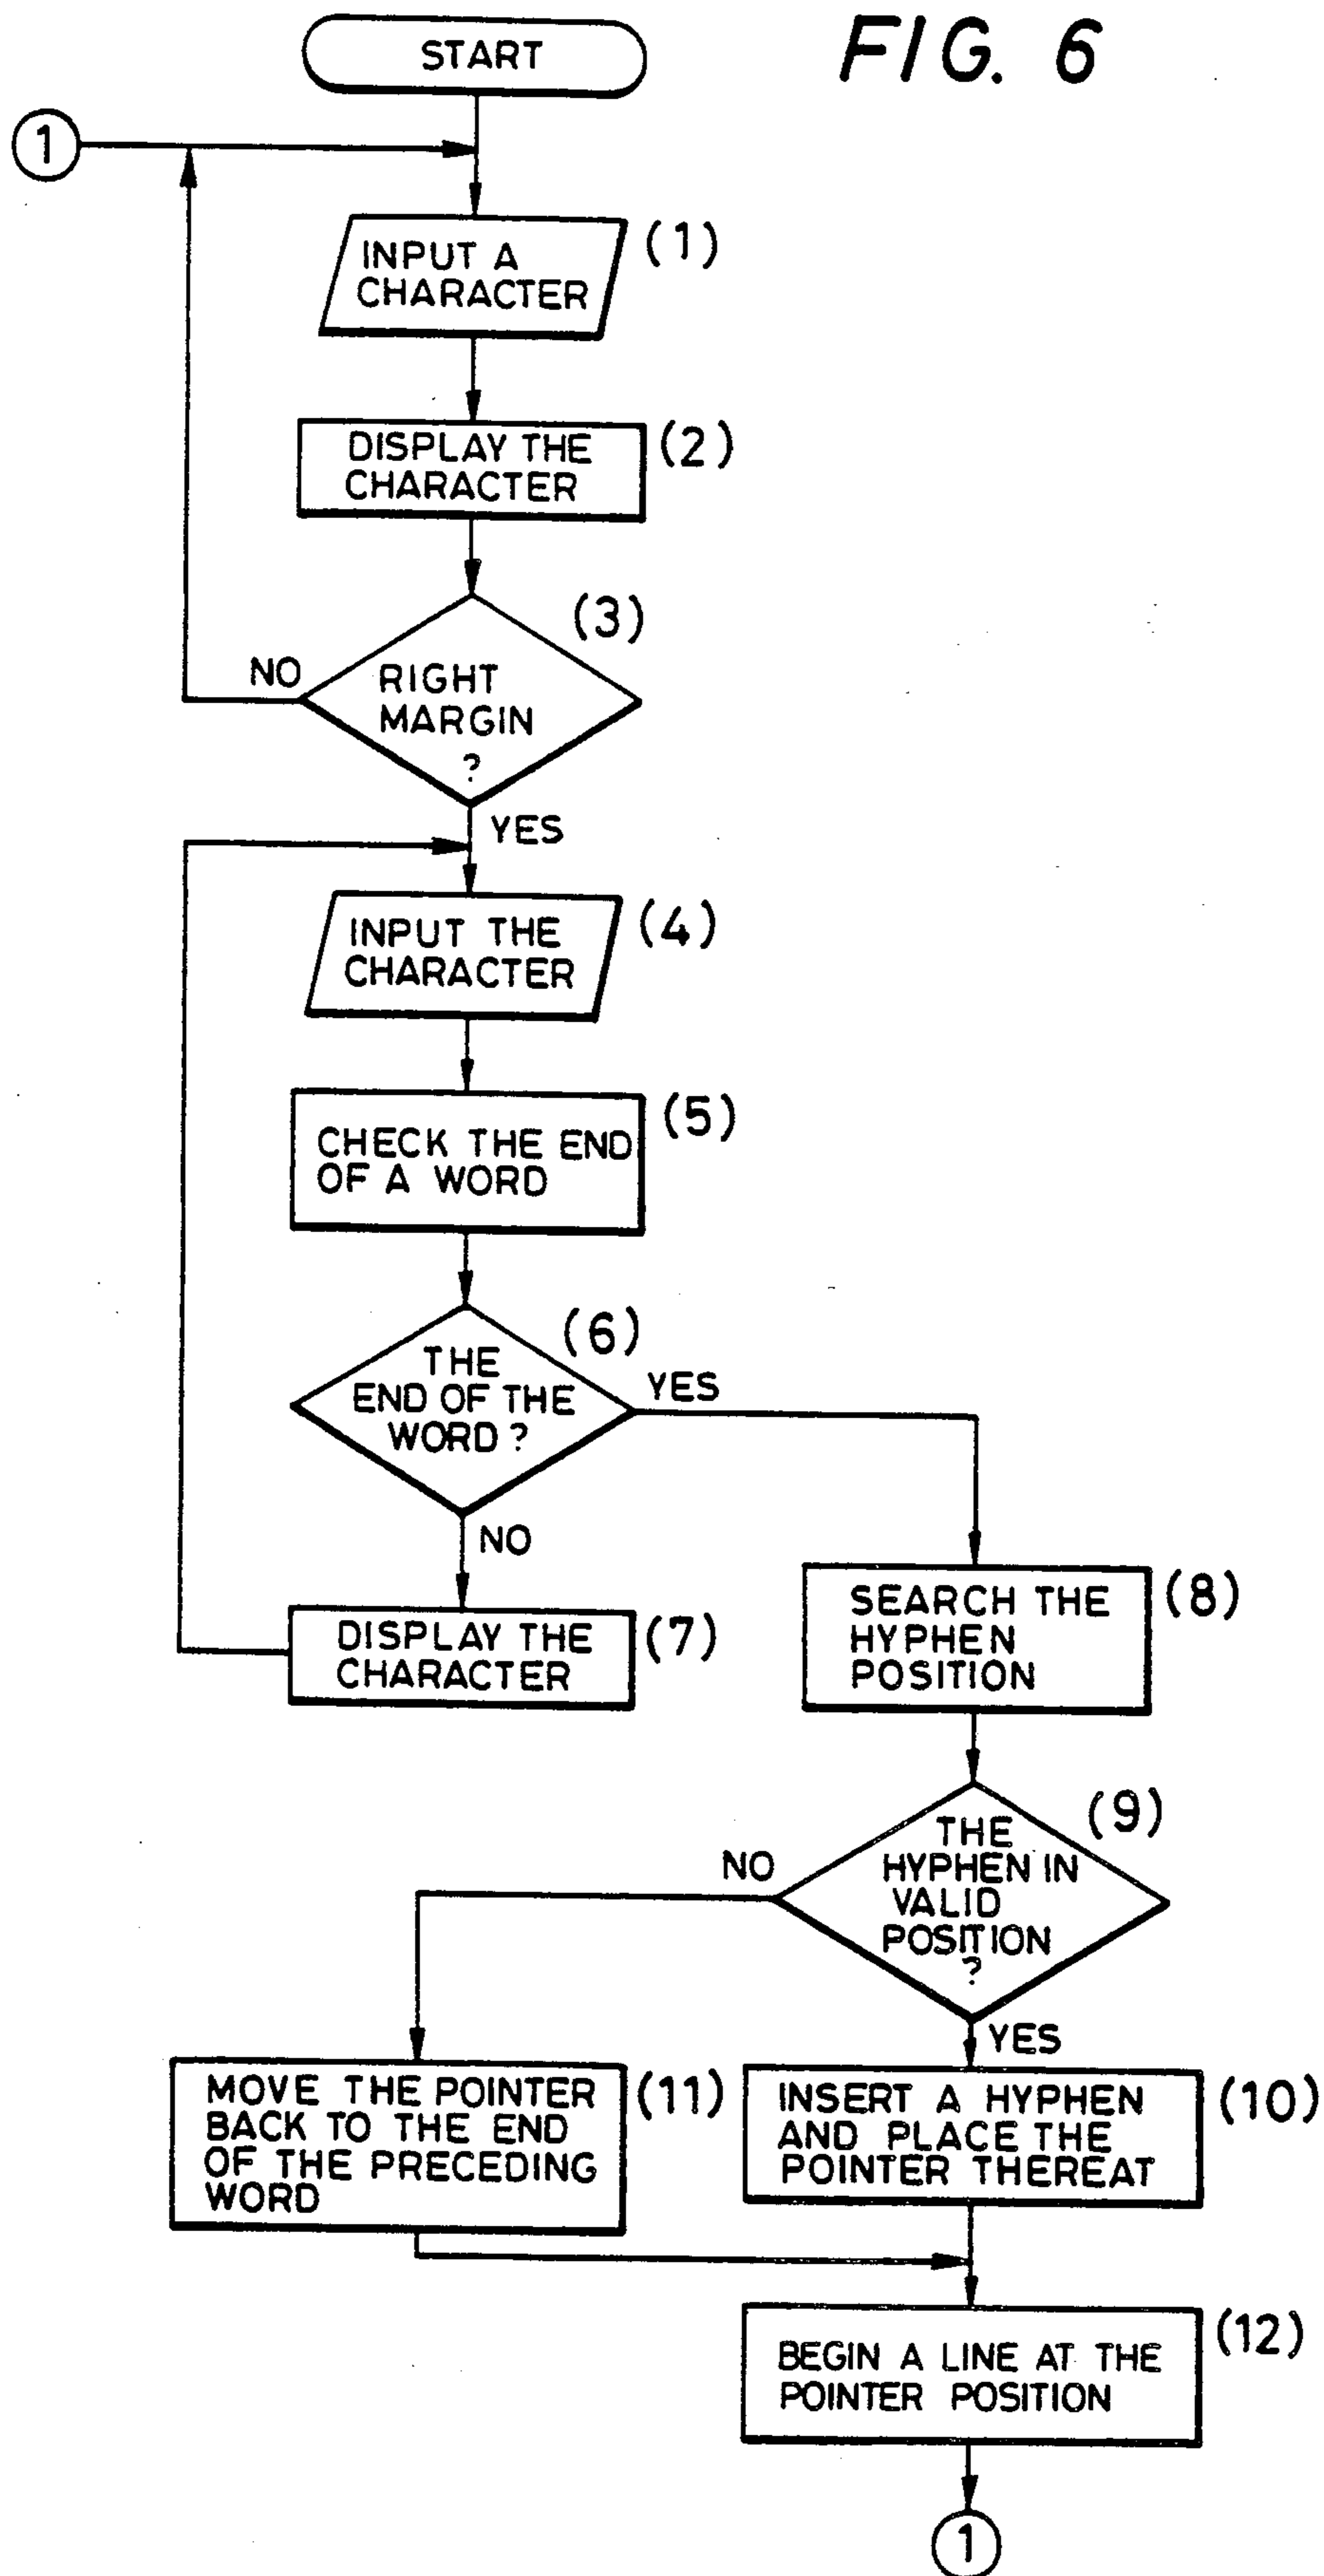 FIG. 6
START
1
INPUT A
CHARACTER
(1)
DISPLAY THE
CHARACTER
(2)
(3)
NO
RIGHT
MARGIN
?
YES
INPUT THE
CHARACTER
(4)
CHECK THE END
OF A WORD
(5)
(6)
THE
END OF THE
WORD ?
YES
NO
DISPLAY THE
CHARACTER
(7)
SEARCH THE
HYPHEN
POSITION
(8)
(9)
NO
THE
HYPHEN IN
VALID
POSITION
?
YES
MOVE THE POINTER
BACK TO THE END
OF THE PRECEDING
WORD
(11)
INSERT A HYPHEN
AND PLACE THE
POINTER THEREAT
(10)
BEGIN A LINE AT THE
POINTER POSITION
(12)
1